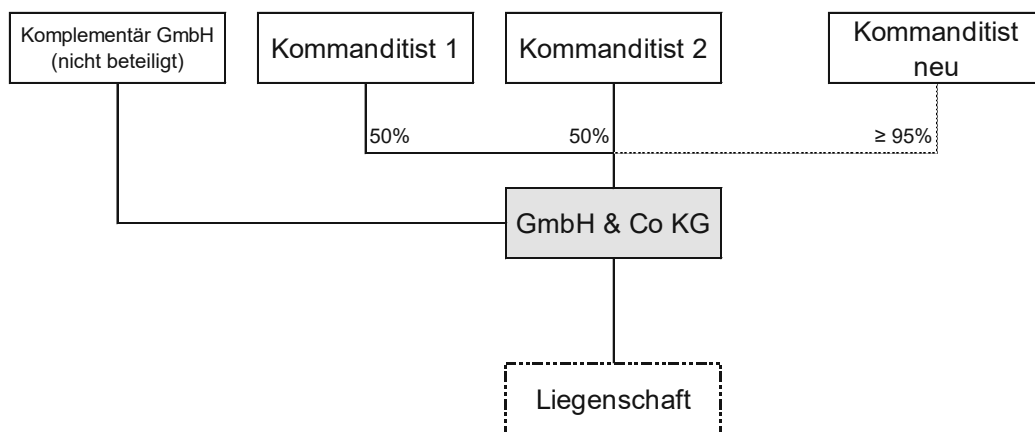 Komplementär GmbH
(nicht beteiligt)
Kommanditist 1
Kommanditist 2
Kommanditist
neu
50%
50%
≥ 95%
GmbH & Co KG
Liegenschaft